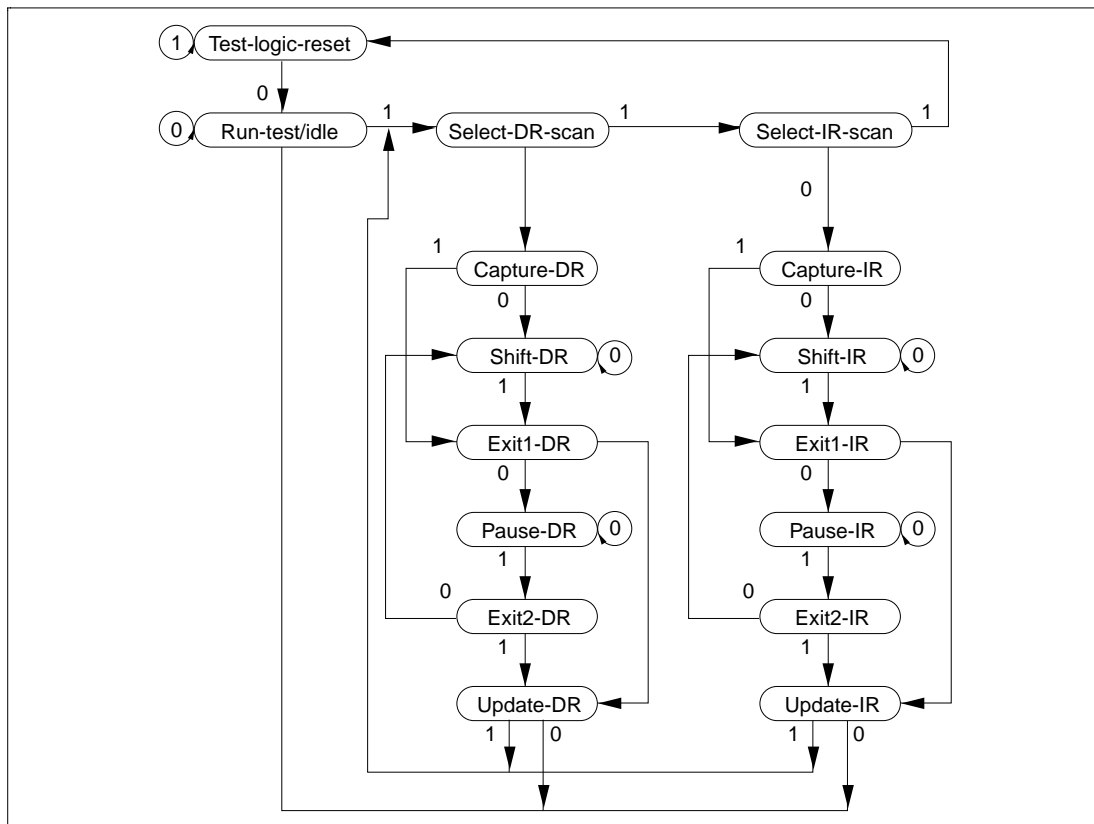 1
Test-logic-reset
0
0
Run-test/idle
1
Select-DR-scan
1
Select-IR-scan
1
0
1
Capture-DR
0
1
Capture-IR
0
Shift-DR
0
1
Shift-IR
0
1
Exit1-DR
0
Exit1-IR
0
Pause-DR
0
1
Pause-IR
0
1
0
Exit2-DR
1
0
Exit2-IR
1
Update-DR
1
0
Update-IR
1
0